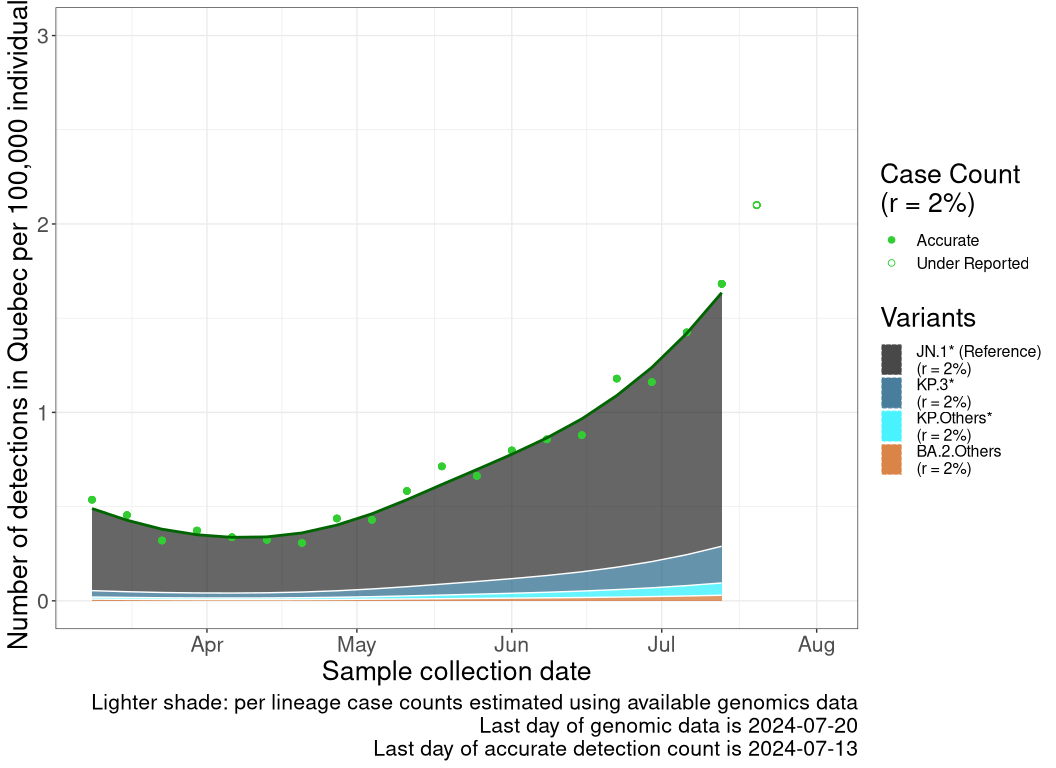 Number of detections in Quebec per 100,000 individual
3
2
1
0
Apr
May
Jun
Jul
Aug
Sample collection date
Lighter shade: per lineage case counts estimated using available genomics data
Last day of genomic data is 2024-07-20
Last day of accurate detection count is 2024-07-13
Case Count
(r = 2%)
Accurate
Under Reported
Variants
JN.1* (Reference)
(r = 2%)
KP.3*
(r = 2%)
KP.Others*
(r = 2%)
BA.2.Others
(r = 2%)